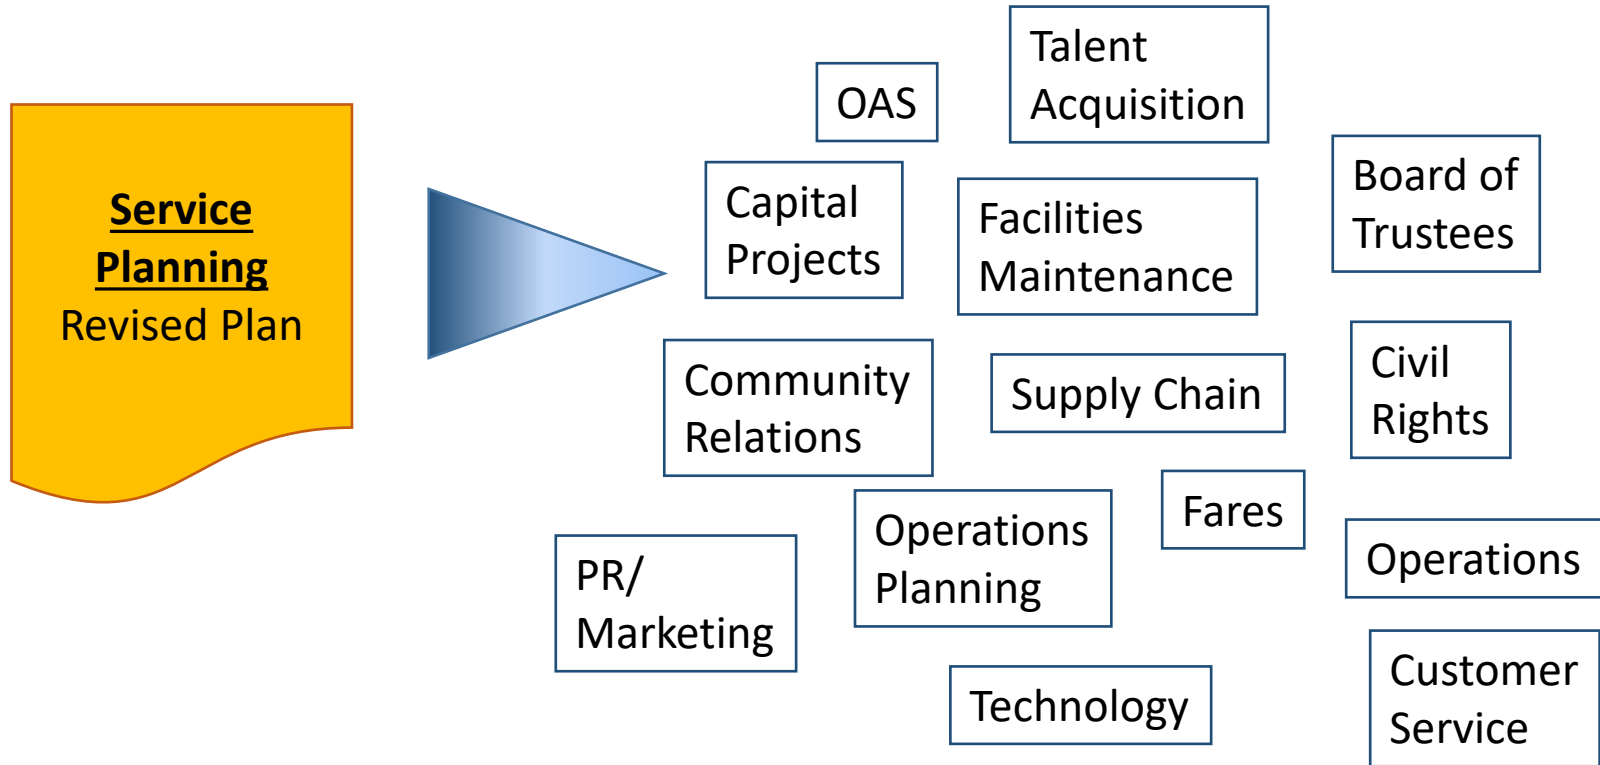 Service
Planning
Revised Plan
OAS
Talent
Acquisition
Capital
Projects
Facilities
Maintenance
Board of
Trustees
Community
Relations
Supply Chain
Civil
Rights
PR/
Marketing
Operations
Planning
Fares
Operations
Technology
Customer
Service